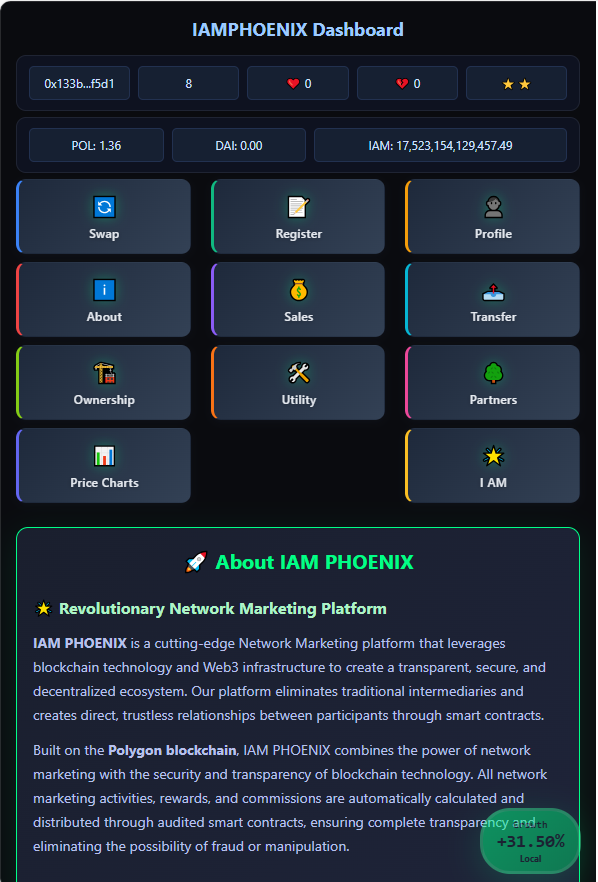 IAMPHOENIX Dashboard
0x133b...f5d1 8 0 0
POL: 1.36 DAI: 0.00 IAM: 17,523,154,129,457.49
Swap Register Profile
About Sales Transfer
Ownership Utility Partners
Price Charts I AM
About IAM PHOENIX
Revolutionary Network Marketing Platform
IAM PHOENIX is a cutting-edge Network Marketing platform that leverages
blockchain technology and Web3 infrastructure to create a transparent, secure, and
decentralized ecosystem. Our platform eliminates traditional intermediaries and
creates direct, trustless relationships between participants through smart contracts.
Built on the Polygon blockchain, IAM PHOENIX combines the power of network
marketing with the security and transparency of blockchain technology. All network
marketing activities, rewards, and commissions are automatically calculated and
distributed through audited smart contracts, ensuring complete transparency and
eliminating the possibility of fraud or manipulation.
+31.50%
Local